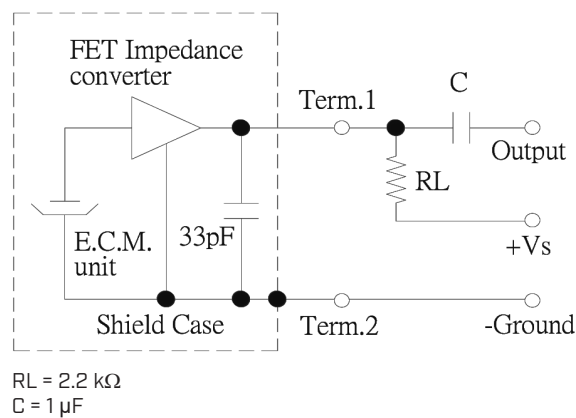 FET Impedance
converter
Term.1
C
Output
RL
+Vs
E.C.M.
unit
33pF
Shield Case
Term.2
-Ground
RL = 2.2 kΩ
C = 1 µF